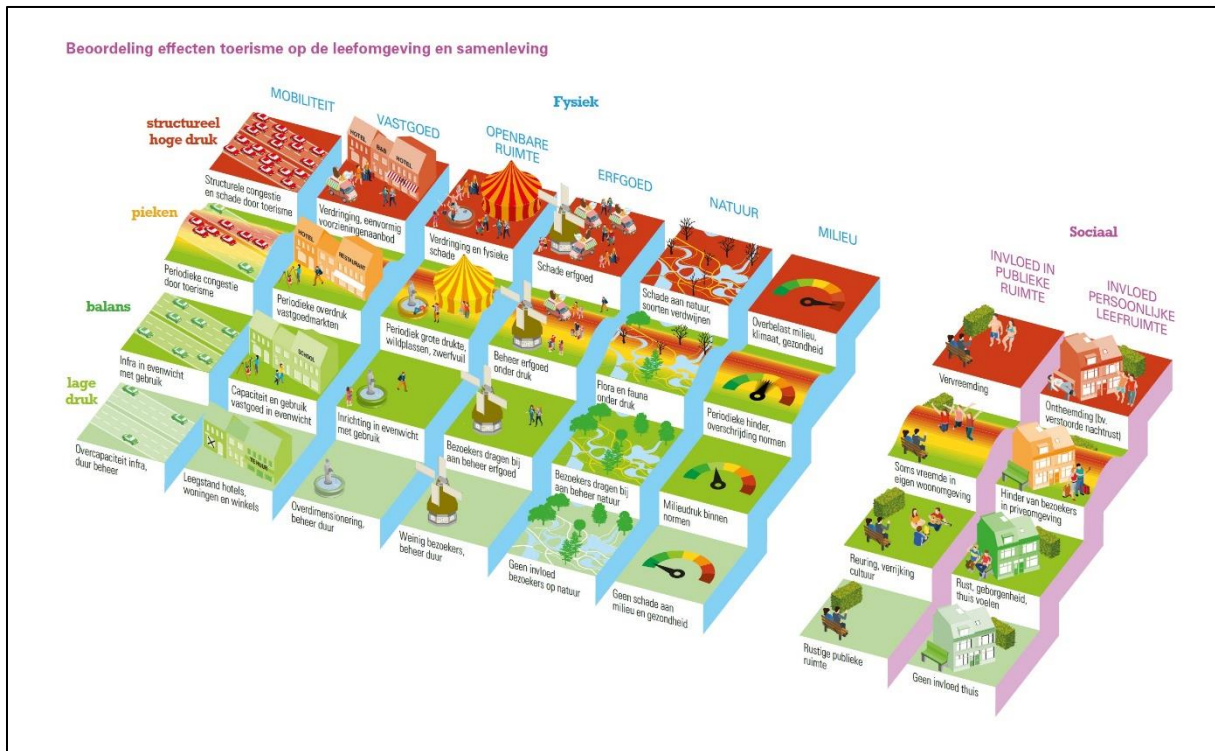 Beoordeling effecten toerisme op de leefomgeving en samenleving
Fysiek
MOBILITEIT
VASTGOED
OPENBARE
RUIMTE
ERFGOED
NATUUR
MILIEU
structureel
hoge druk
HOTEL
B&B
HOTEL
Structurele congestie
en schade door toerisme
Verdringing, eenvormig
voorzieningenaanbod
Verdringing en fysieke
schade
Schade erfgoed
Schade aan natuur,
soorten verdwijnen
Overbelast milieu,
klimaat, gezondheid
pieken
HOTEL
RESTAURANT
Periodieke congestie
door toerisme
Periodieke overdruk
vastgoedmarkten
Periodiek grote drukte,
wildplassen, zwerfvuil
Beheer erfgoed
onder druk
Flora en fauna
onder druk
Periodieke hinder,
overschrijding normen
balans
SCHOOL
Infra in evenwicht
met gebruik
Capaciteit en gebruik
vastgoed in evenwicht
Inrichting in evenwicht
met gebruik
Bezoekers dragen bij
aan beheer erfgoed
Bezoekers dragen bij
aan beheer natuur
Milieudruk binnen
normen
lage
druk
TE HUUR
Overcapaciteit infra,
duur beheer
Leegstand hotels,
woningen en winkels
Overdimensionering,
beheer duur
Weinig bezoekers,
beheer duur
Geen invloed
bezoekers op natuur
Geen schade aan
milieu en gezondheid
Sociaal
INVLOED IN
PUBLIEKE
RUIMTE
INVLOED
PERSOONLIJKE
LEEFRUIMTE
Vervreemding
Ontheemding (bv.
verstoorde nachtrust)
Soms vreemde in
eigen woonomgeving
Hinder van bezoekers
in priveomgeving
Reuring, verrijking
cultuur
Rust, geborgenheid,
thuis voelen
Rustige publieke
ruimte
Geen invloed thuis